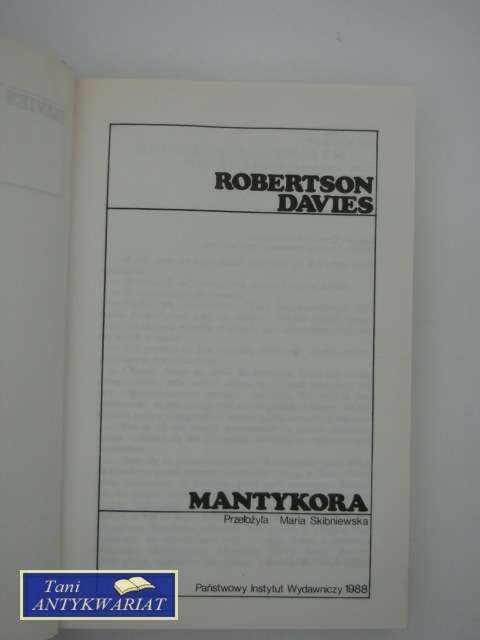 ROBERTSON
DAVIES
MANTYKORA
Przełożyła Maria Skibniewska
Państwowy Instytut Wydawniczy 1988
Tani
ANTYKWARIAT